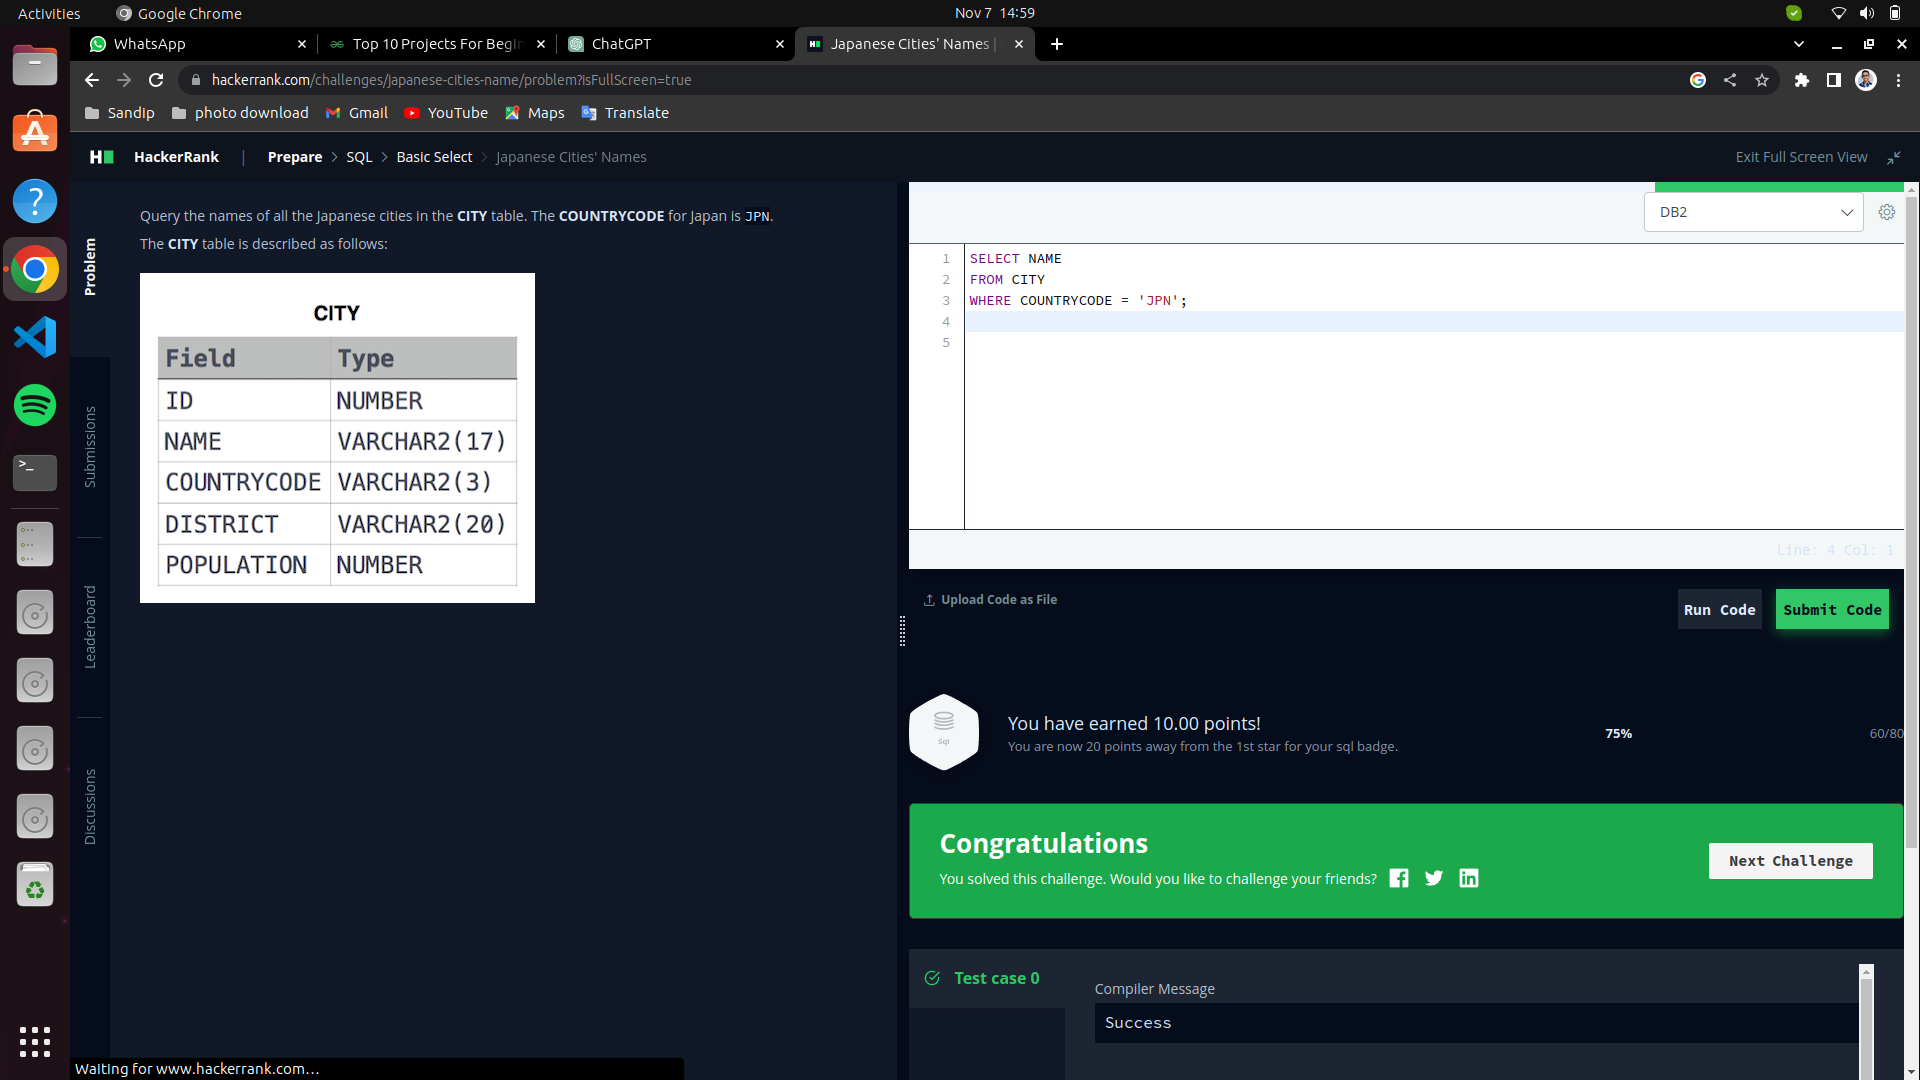 Activities
Google Chrome
Nov 7 14:59
WhatsApp
Top 10 Projects For Begin
ChatGPT
Japanese Cities' Names |
hackerrank.com/challenges/japanese-cities-name/problem?isFullScreen=true
Sandip
photo download
Gmail
YouTube
Maps
Translate
HackerRank
Prepare > SQL > Basic Select > Japanese Cities' Names
Exit Full Screen View
Problem
Submissions
Leaderboard
Discussions
Query the names of all the Japanese cities in the CITY table. The COUNTRYCODE for Japan is JPN.
The CITY table is described as follows:
CITY
Field Type
ID NUMBER
NAME VARCHAR2(17)
COUNTRYCODE VARCHAR2(3)
DISTRICT VARCHAR2(20)
POPULATION NUMBER
DB2
1 SELECT NAME
2 FROM CITY
3 WHERE COUNTRYCODE = 'JPN';
4
5
Line: 4 Col: 1
Upload Code as File
Run Code
Submit Code
Sql
You have earned 10.00 points!
You are now 20 points away from the 1st star for your sql badge.
75%
60/80
Congratulations
You solved this challenge. Would you like to challenge your friends?
Next Challenge
Test case 0
Compiler Message
Success
Waiting for www.hackerrank.com...